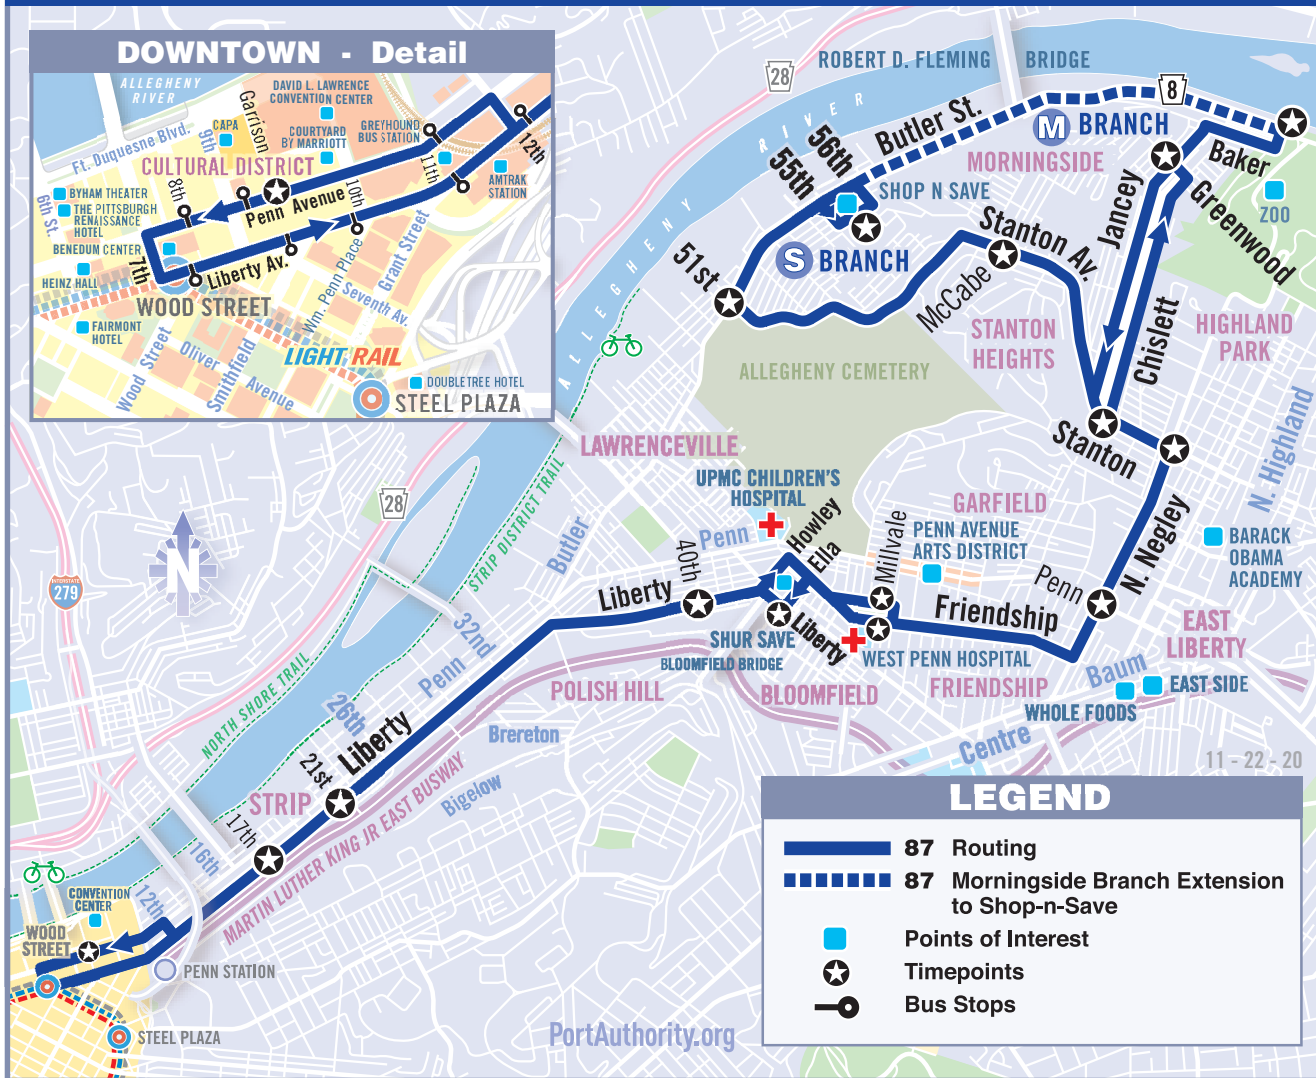 DOWNTOWN - Detail
ALLEGHENY
RIVER
Ft. Duquesne Blvd.
9th
Garrison
CAPA
DAVID L. LAWRENCE
CONVENTION CENTER
COURTYARD
BY MARRIOTT
GREYHOUND
BUS STATION
CULTURAL DISTRICT
11th
12th
AMTRAK
STATION
BYHAM THEATER
THE PITTSBURGH
RENAISSANCE
HOTEL
6th St.
8th
Penn Avenue
10th
BENEDUM CENTER
HEINZ HALL
7th
Liberty Av.
Wm. Penn Place
Grant Street
Seventh Av.
WOOD STREET
FAIRMONT
HOTEL
Wood Street
Oliver Avenue
Smithfield
LIGHT RAIL
DOUBLETREE HOTEL
STEEL PLAZA
28
ROBERT D. FLEMING BRIDGE
ALLEGHENY RIVER
Butler St.
8
M BRANCH
MORNINGSIDE
56th
55th
SHOP N SAVE
S BRANCH
51st
Stanton Av.
McCabe
Jancey
Baker
Greenwood
ZOO
STANTON
HEIGHTS
Chislett
HIGHLAND
PARK
ALLEGHENY CEMETERY
Stanton
N. Highland
LAWRENCEVILLE
UPMC CHILDREN'S
HOSPITAL
28
STRIP DISTRICT TRAIL
Butler
Penn
Howley
Ella
Millvale
GARFIELD
PENN AVENUE
ARTS DISTRICT
N. Negley
BARACK
OBAMA
ACADEMY
N
INTERSTATE
279
40th
Liberty
Penn
Friendship
EAST
LIBERTY
SHUR SAVE
Liberty
BLOOMFIELD BRIDGE
WEST PENN HOSPITAL
32nd
Penn
NORTH SHORE TRAIL
POLISH HILL
BLOOMFIELD
FRIENDSHIP
Baum
EAST SIDE
WHOLE FOODS
26th
Liberty
Brereton
Centre
11 - 22 - 20
21st
STRIP
Bigelow
MARTIN LUTHER KING JR EAST BUSWAY
17th
16th
12th
CONVENTION
CENTER
WOOD
STREET
PENN STATION
STEEL PLAZA
PortAuthority.org
LEGEND
87 Routing
87 Morningside Branch Extension
to Shop-n-Save
Points of Interest
Timepoints
Bus Stops